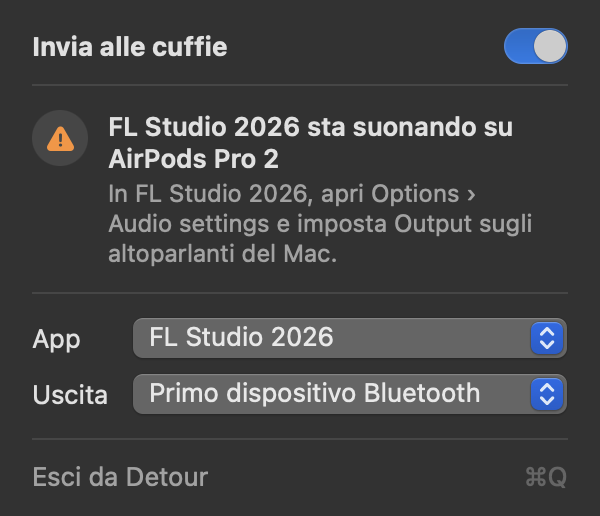 Invia alle cuffie
FL Studio 2026 sta suonando su
AirPods Pro 2
In FL Studio 2026, apri Options ›
Audio settings e imposta Output sugli
altoparlanti del Mac.
App FL Studio 2026
Uscita Primo dispositivo Bluetooth
Esci da Detour ⌘Q